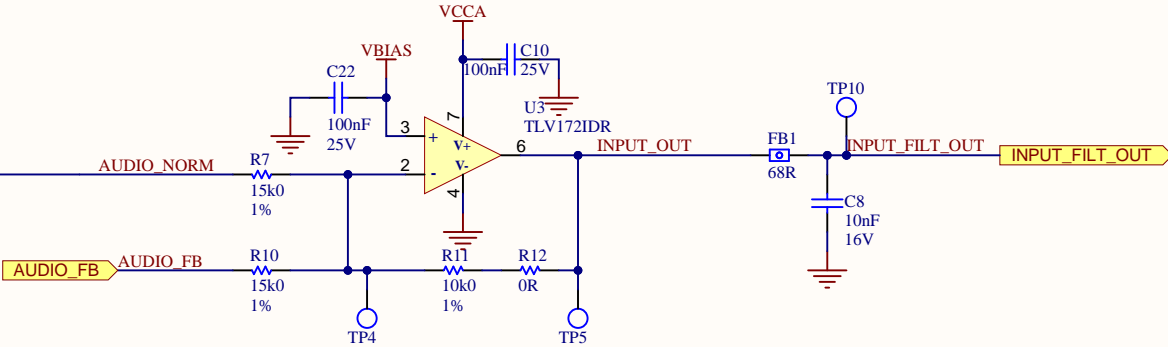 VCCA
VBIAS
C10
100nF
25V
C22
100nF
25V
U3
TLV172IDR
7
3
+
V+
6
2
-
V-
4
INPUT_OUT
TP10
FB1
68R
INPUT_FILT_OUT
INPUT_FILT_OUT
AUDIO_NORM
R7
15k0
1%
C8
10nF
16V
AUDIO_FB
AUDIO_FB
R10
15k0
1%
R11
10k0
1%
R12
0R
TP4
TP5